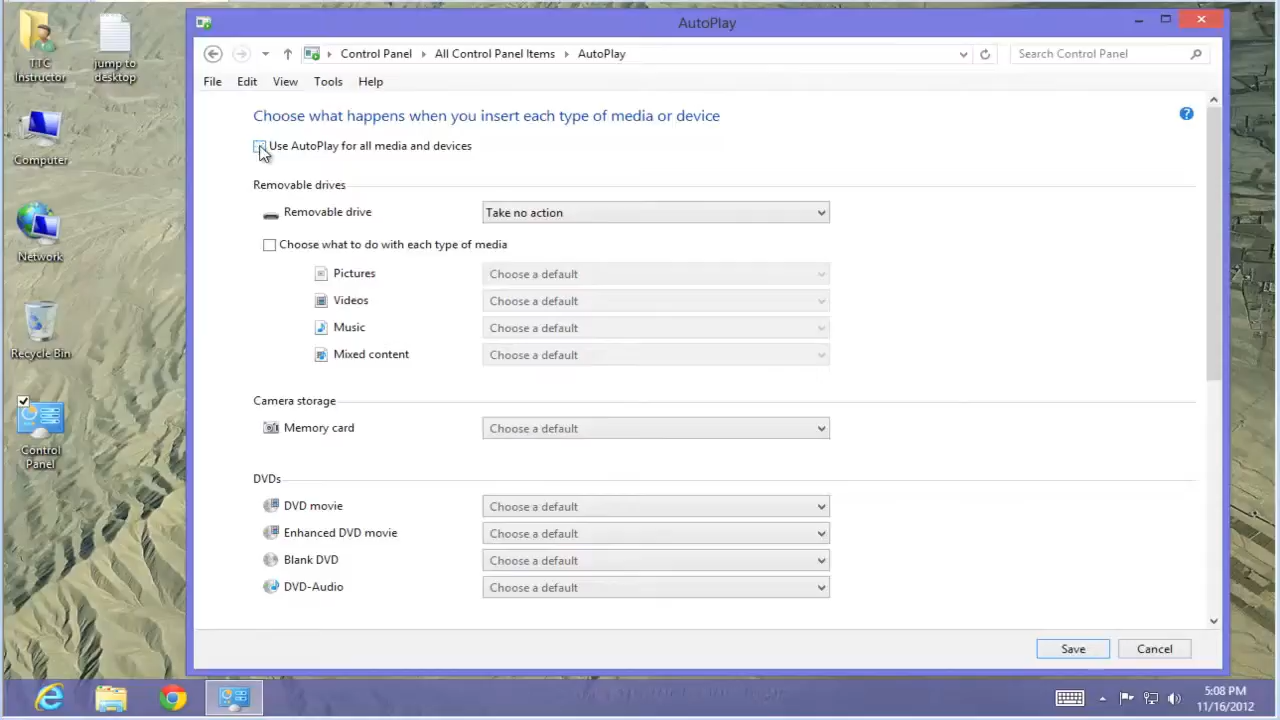 AutoPlay
TTC
Instructor
jump to
desktop
Computer
Network
Recycle Bin
Control
Panel
Control Panel
All Control Panel Items
AutoPlay
Search Control Panel
File
Edit
View
Tools
Help
Choose what happens when you insert each type of media or device
?
Use AutoPlay for all media and devices
Removable drives
Removable drive
Take no action
Choose what to do with each type of media
Pictures
Choose a default
Videos
Choose a default
Music
Choose a default
Mixed content
Choose a default
Camera storage
Memory card
Choose a default
DVDs
DVD movie
Choose a default
Enhanced DVD movie
Choose a default
Blank DVD
Choose a default
DVD-Audio
Choose a default
Save
Cancel
5:08 PM
11/16/2012